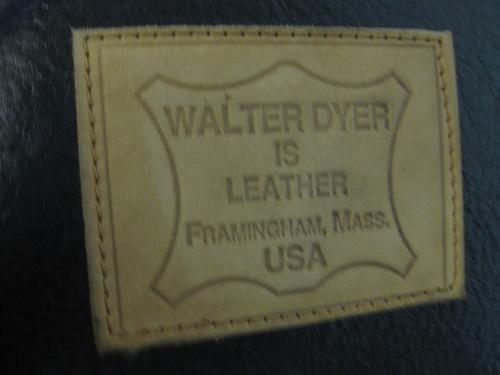 WALTER DYER
IS
LEATHER
FRAMINGHAM, MASS.
USA